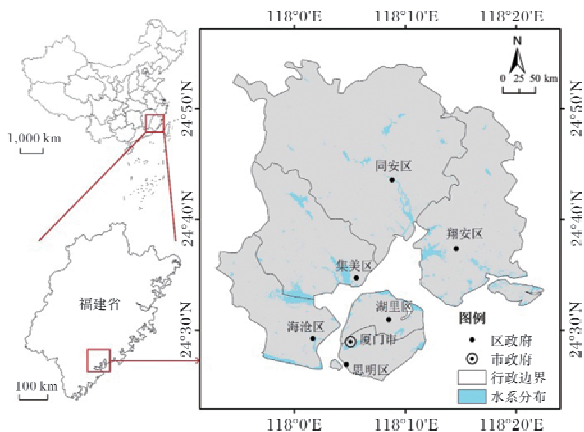 118°0′E
118°10′E
118°20′E
N
0 25 50 km
24°50′N
24°40′N
24°30′N
1,000 km
福建省
100 km
同安区
翔安区
集美区
湖里区
海沧区
厦门市
思明区
图例
区政府
市政府
行政边界
水系分布
24°50′N
24°40′N
24°30′N
118°0′E
118°10′E
118°20′E